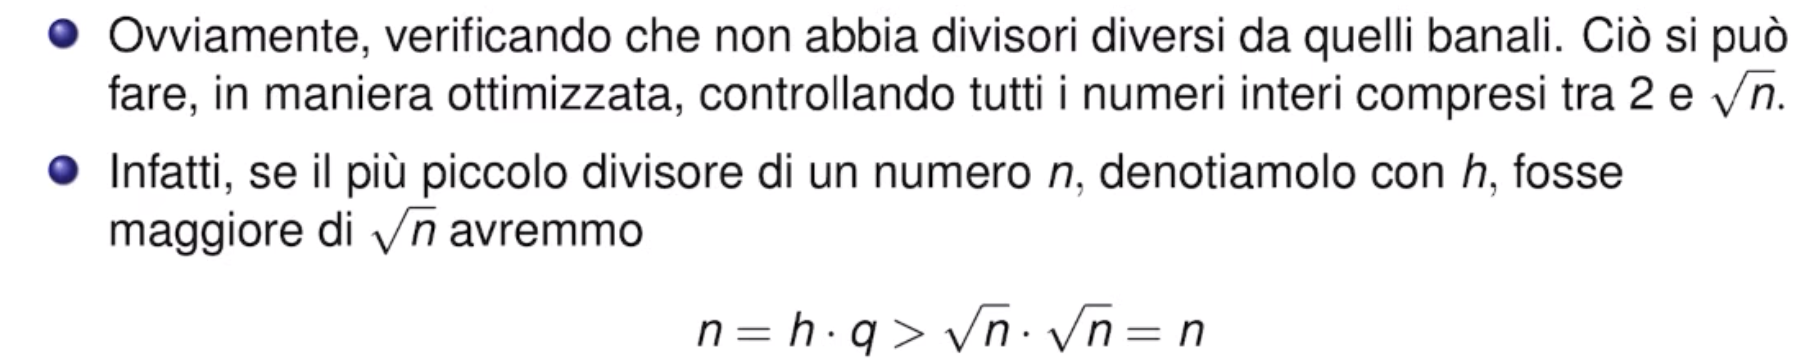 Ovviamente, verificando che non abbia divisori diversi da quelli banali. Ciò si può
fare, in maniera ottimizzata, controllando tutti i numeri interi compresi tra 2 e √n.
Infatti, se il più piccolo divisore di un numero n, denotiamolo con h, fosse
maggiore di √n avremmo
n = h · q > √n · √n = n